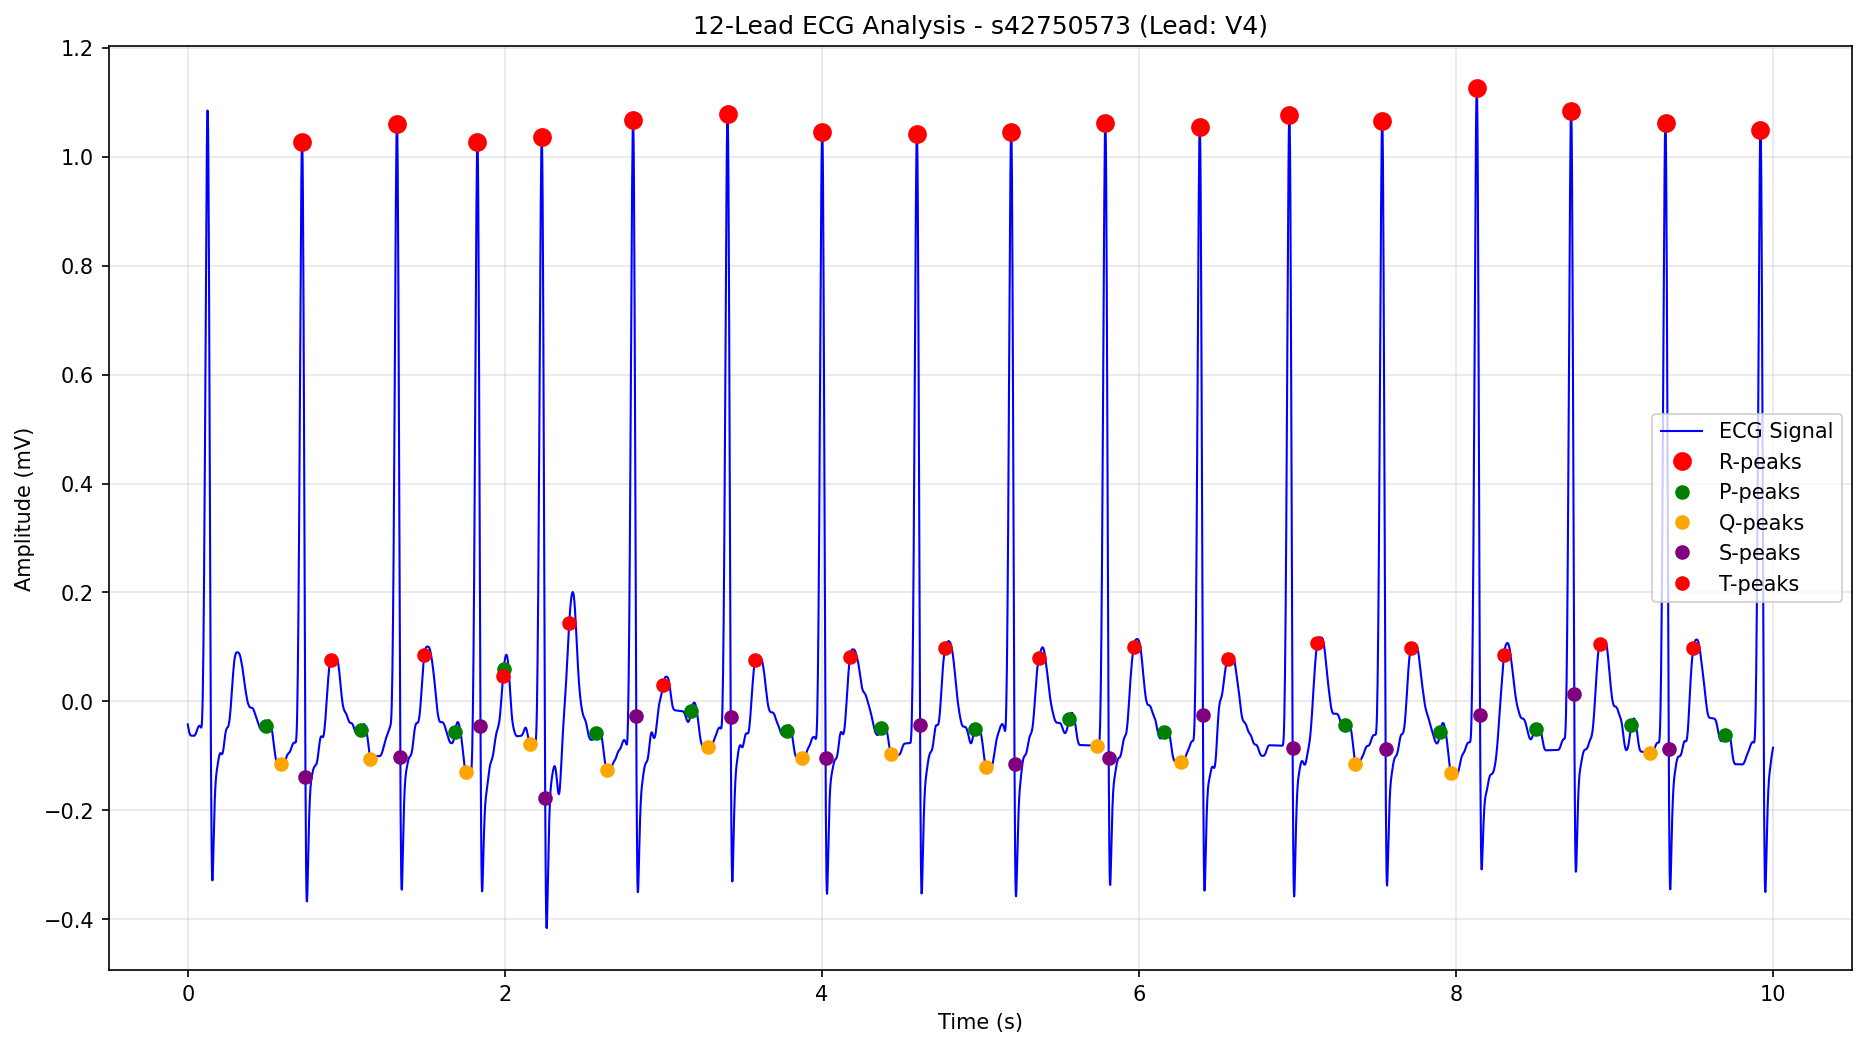 12-Lead ECG Analysis - s42750573 (Lead: V4)
Amplitude (mV)
1.2
1.0
0.8
0.6
0.4
0.2
0.0
−0.2
−0.4
ECG Signal
R-peaks
P-peaks
Q-peaks
S-peaks
T-peaks
0 2 4 6 8 10
Time (s)